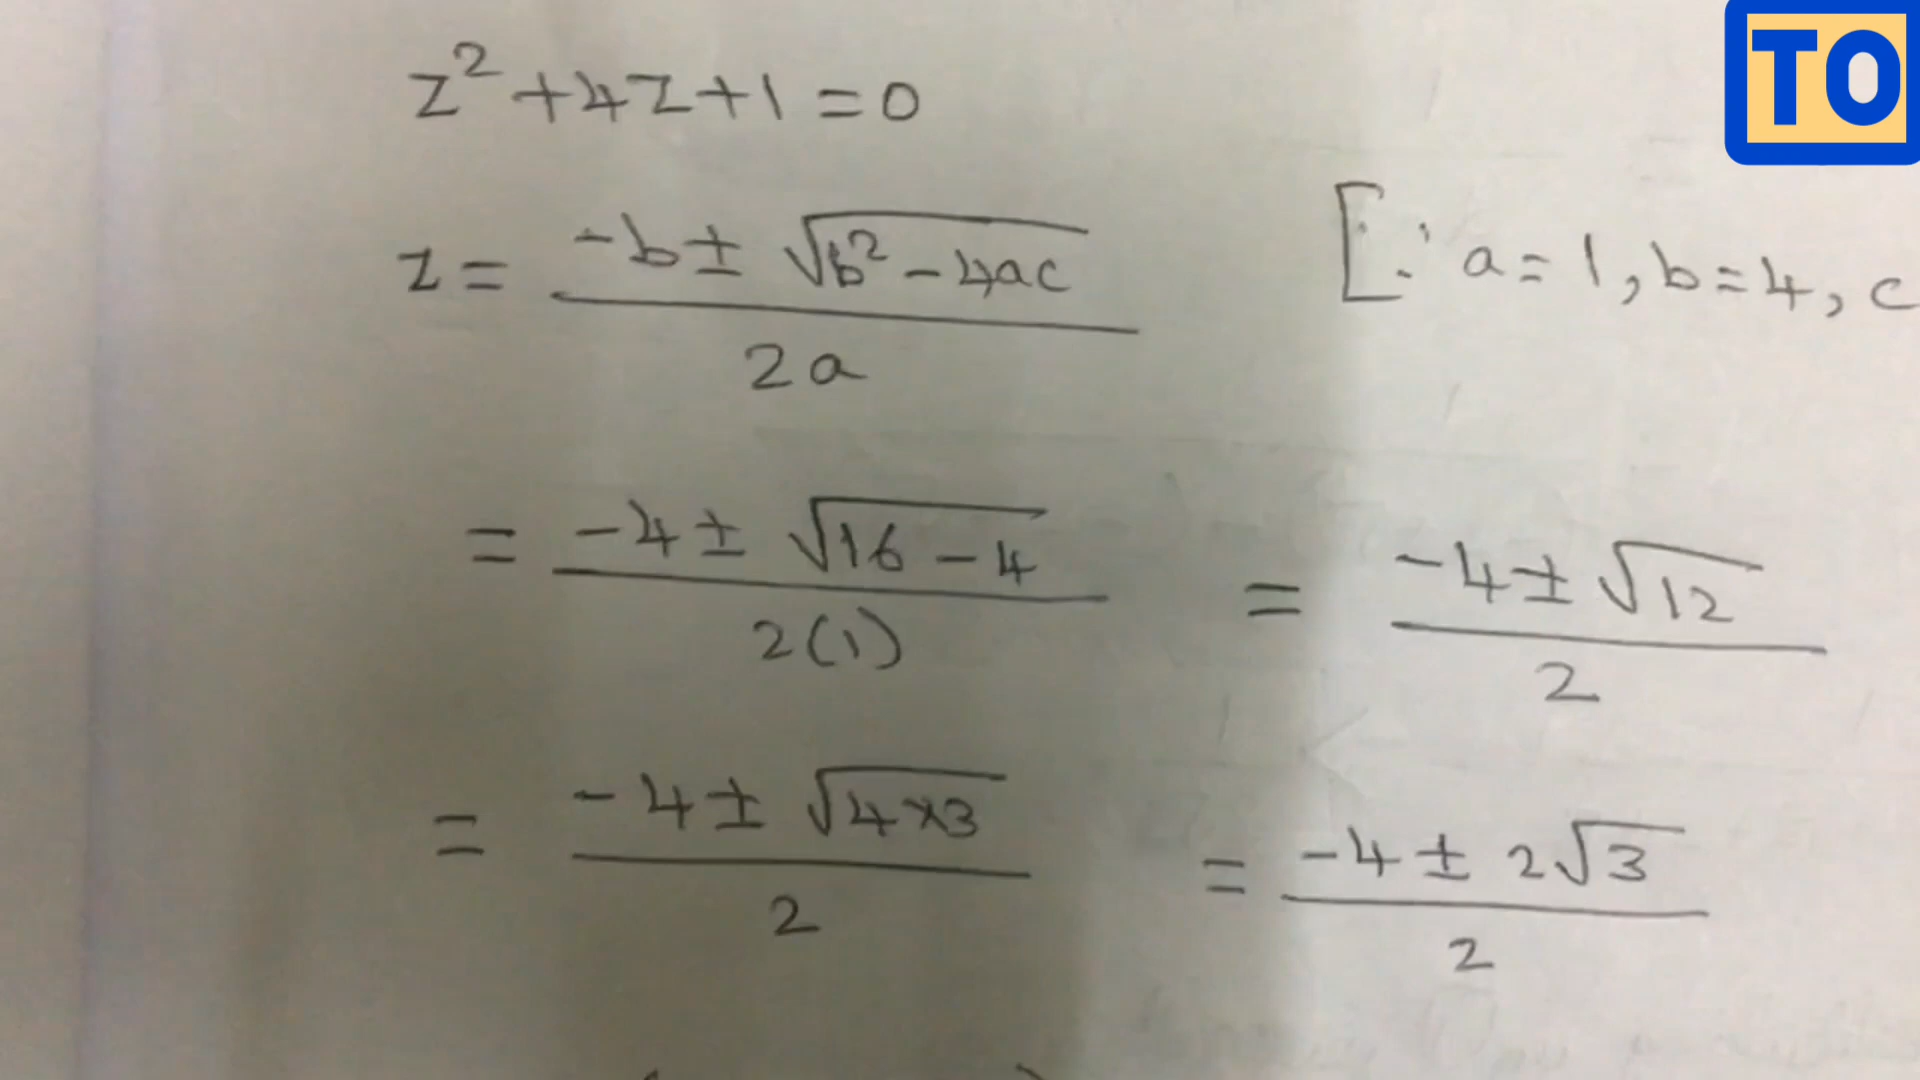 TO
z² + 4z + 1 = 0
z = (-b ± √(b² - 4ac)) / 2a [∵ a = 1, b = 4, c
= (-4 ± √(16 - 4)) / 2(1) = (-4 ± √12) / 2
= (-4 ± √(4×3)) / 2 = (-4 ± 2√3) / 2